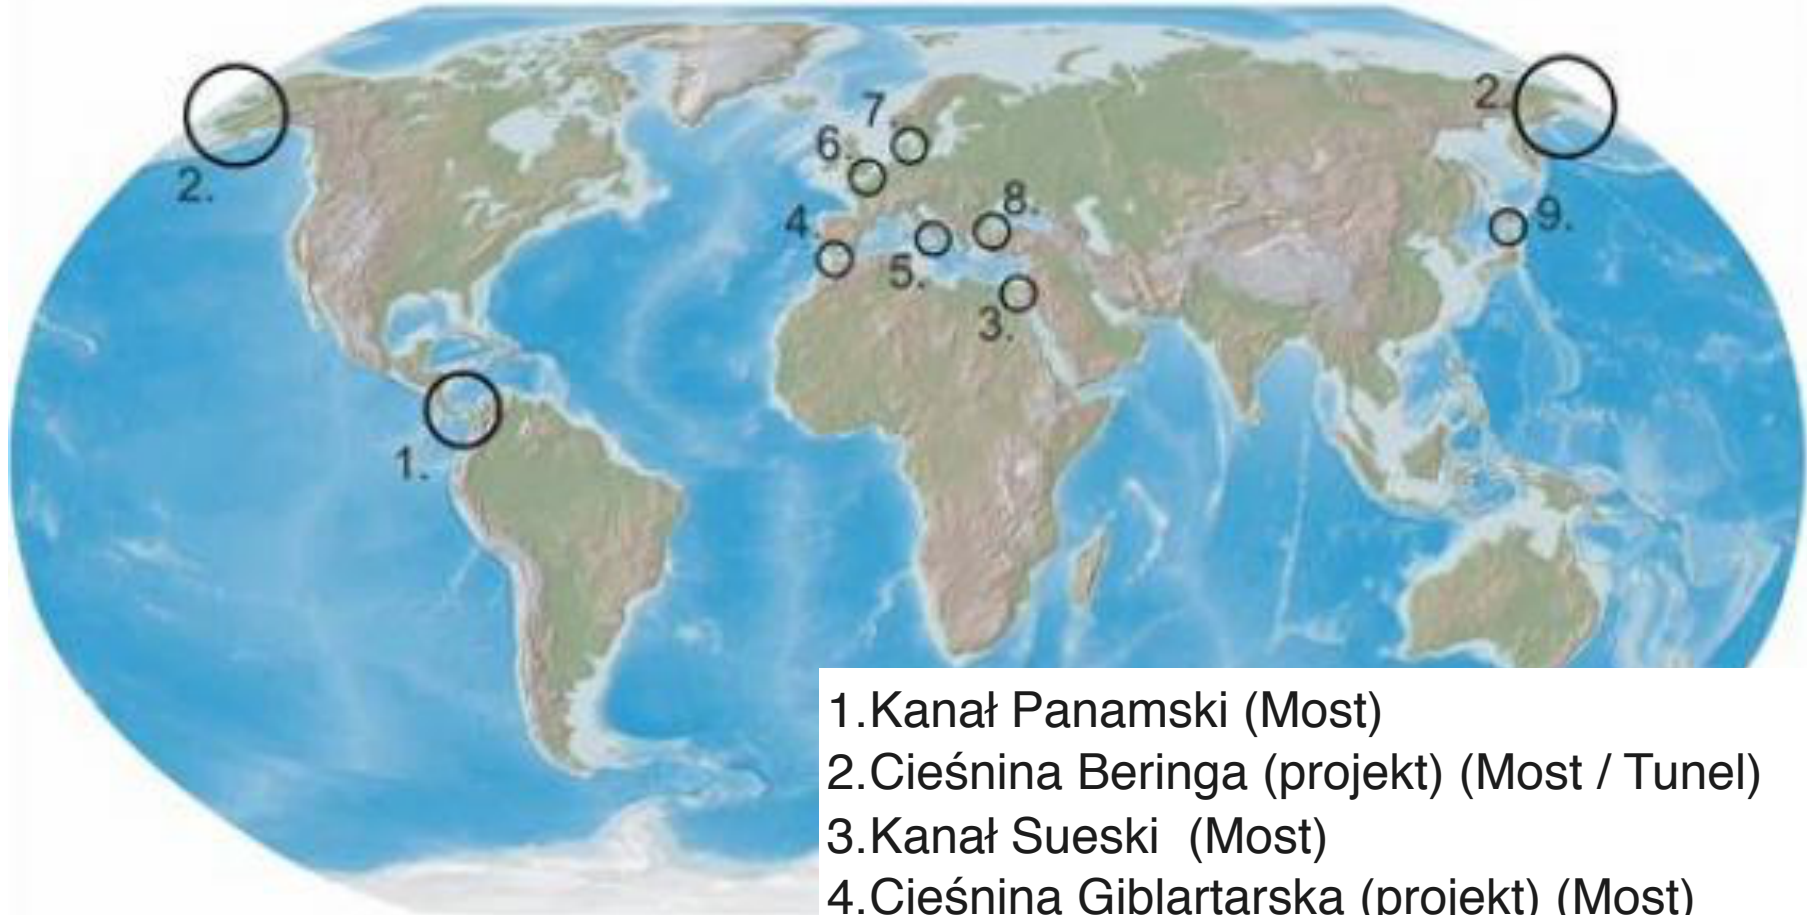 2.
7.
6.
2.
4.
8.
9.
5.
3.
1.
1.Kanał Panamski (Most)
2.Cieśnina Beringa (projekt) (Most / Tunel)
3.Kanał Sueski (Most)
4.Cieśnina Giblartarska (projekt) (Most)